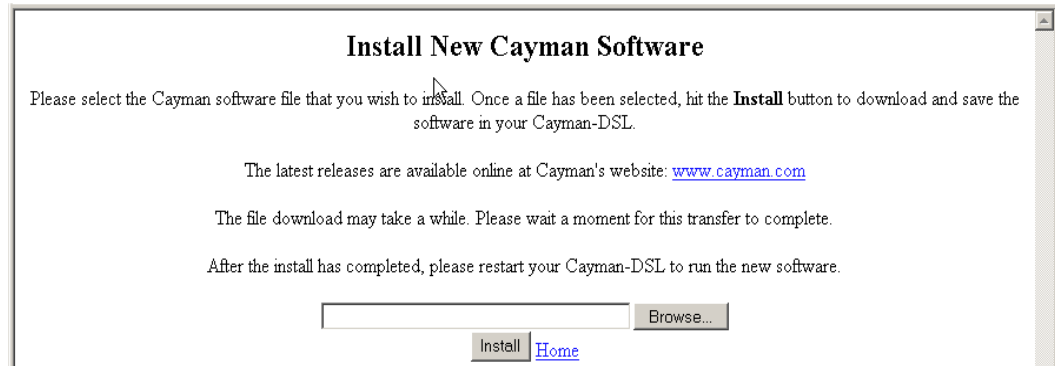 Install New Cayman Software
Please select the Cayman software file that you wish to install. Once a file has been selected, hit the Install button to download and save the
software in your Cayman-DSL.
The latest releases are available online at Cayman's website: www.cayman.com
The file download may take a while. Please wait a moment for this transfer to complete.
After the install has completed, please restart your Cayman-DSL to run the new software.
Browse...
Install Home